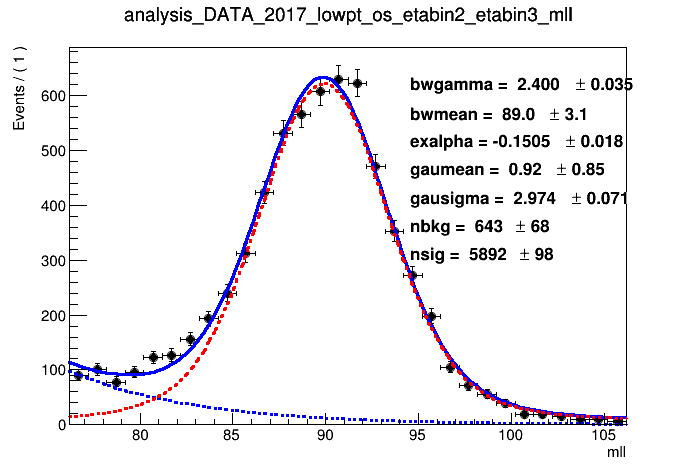 analysis_DATA_2017_lowpt_os_etabin2_etabin3_mll
Events / ( 1 )
600
500
400
300
200
100
0
bwgamma = 2.400 ± 0.035
bwmean = 89.0 ± 3.1
exalpha = -0.1505 ± 0.018
gaumean = 0.92 ± 0.85
gausigma = 2.974 ± 0.071
nbkg = 643 ± 68
nsig = 5892 ± 98
80 85 90 95 100 105
mll